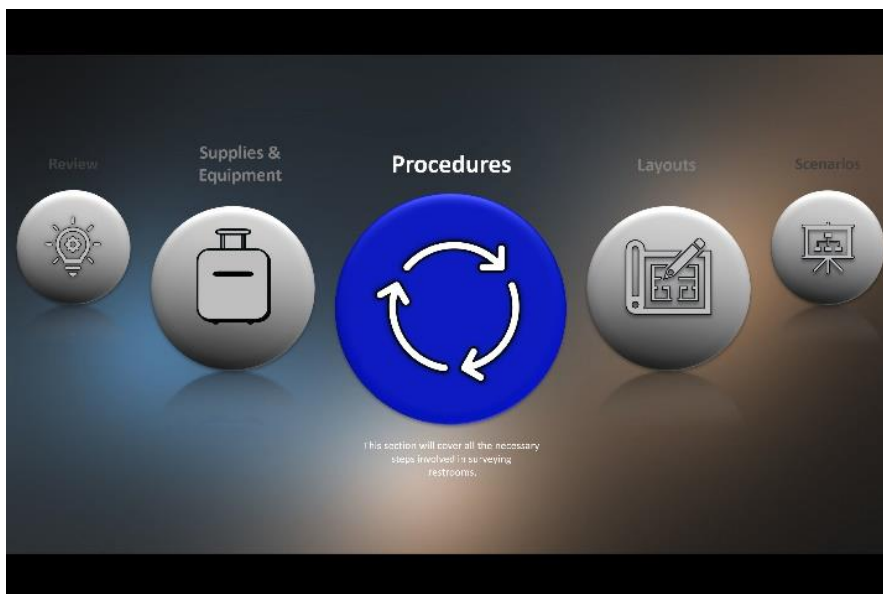 Review
Supplies &
Equipment
Procedures
Layouts
Scenarios
This section will cover all the necessary
steps involved in surveying
restrooms.